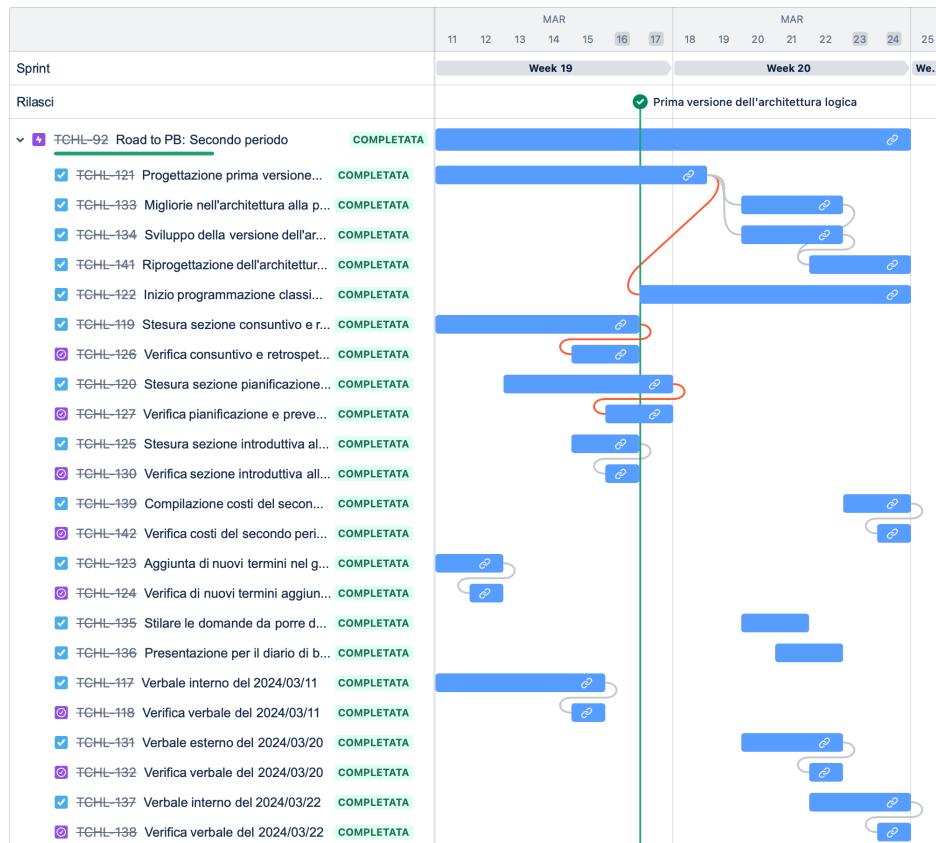 MAR MAR
11 12 13 14 15 16 17 18 19 20 21 22 23 24 25
Sprint Week 19 Week 20 We.
Rilasci Prima versione dell'architettura logica
TCHL-92 Road to PB: Secondo periodo COMPLETATA
TCHL-121 Progettazione prima versione... COMPLETATA
TCHL-133 Migliorie nell'architettura alla p... COMPLETATA
TCHL-134 Sviluppo della versione dell'ar... COMPLETATA
TCHL-141 Riprogettazione dell'architettur... COMPLETATA
TCHL-122 Inizio programmazione classi... COMPLETATA
TCHL-119 Stesura sezione consuntivo e r... COMPLETATA
TCHL-126 Verifica consuntivo e retrospet... COMPLETATA
TCHL-120 Stesura sezione pianificazione... COMPLETATA
TCHL-127 Verifica pianificazione e preve... COMPLETATA
TCHL-125 Stesura sezione introduttiva al... COMPLETATA
TCHL-130 Verifica sezione introduttiva all... COMPLETATA
TCHL-139 Compilazione costi del secon... COMPLETATA
TCHL-142 Verifica costi del secondo peri... COMPLETATA
TCHL-123 Aggiunta di nuovi termini nel g... COMPLETATA
TCHL-124 Verifica di nuovi termini aggiun... COMPLETATA
TCHL-135 Stilare le domande da porre d... COMPLETATA
TCHL-136 Presentazione per il diario di b... COMPLETATA
TCHL-117 Verbale interno del 2024/03/11 COMPLETATA
TCHL-118 Verifica verbale del 2024/03/11 COMPLETATA
TCHL-131 Verbale esterno del 2024/03/20 COMPLETATA
TCHL-132 Verifica verbale del 2024/03/20 COMPLETATA
TCHL-137 Verbale interno del 2024/03/22 COMPLETATA
TCHL-138 Verifica verbale del 2024/03/22 COMPLETATA